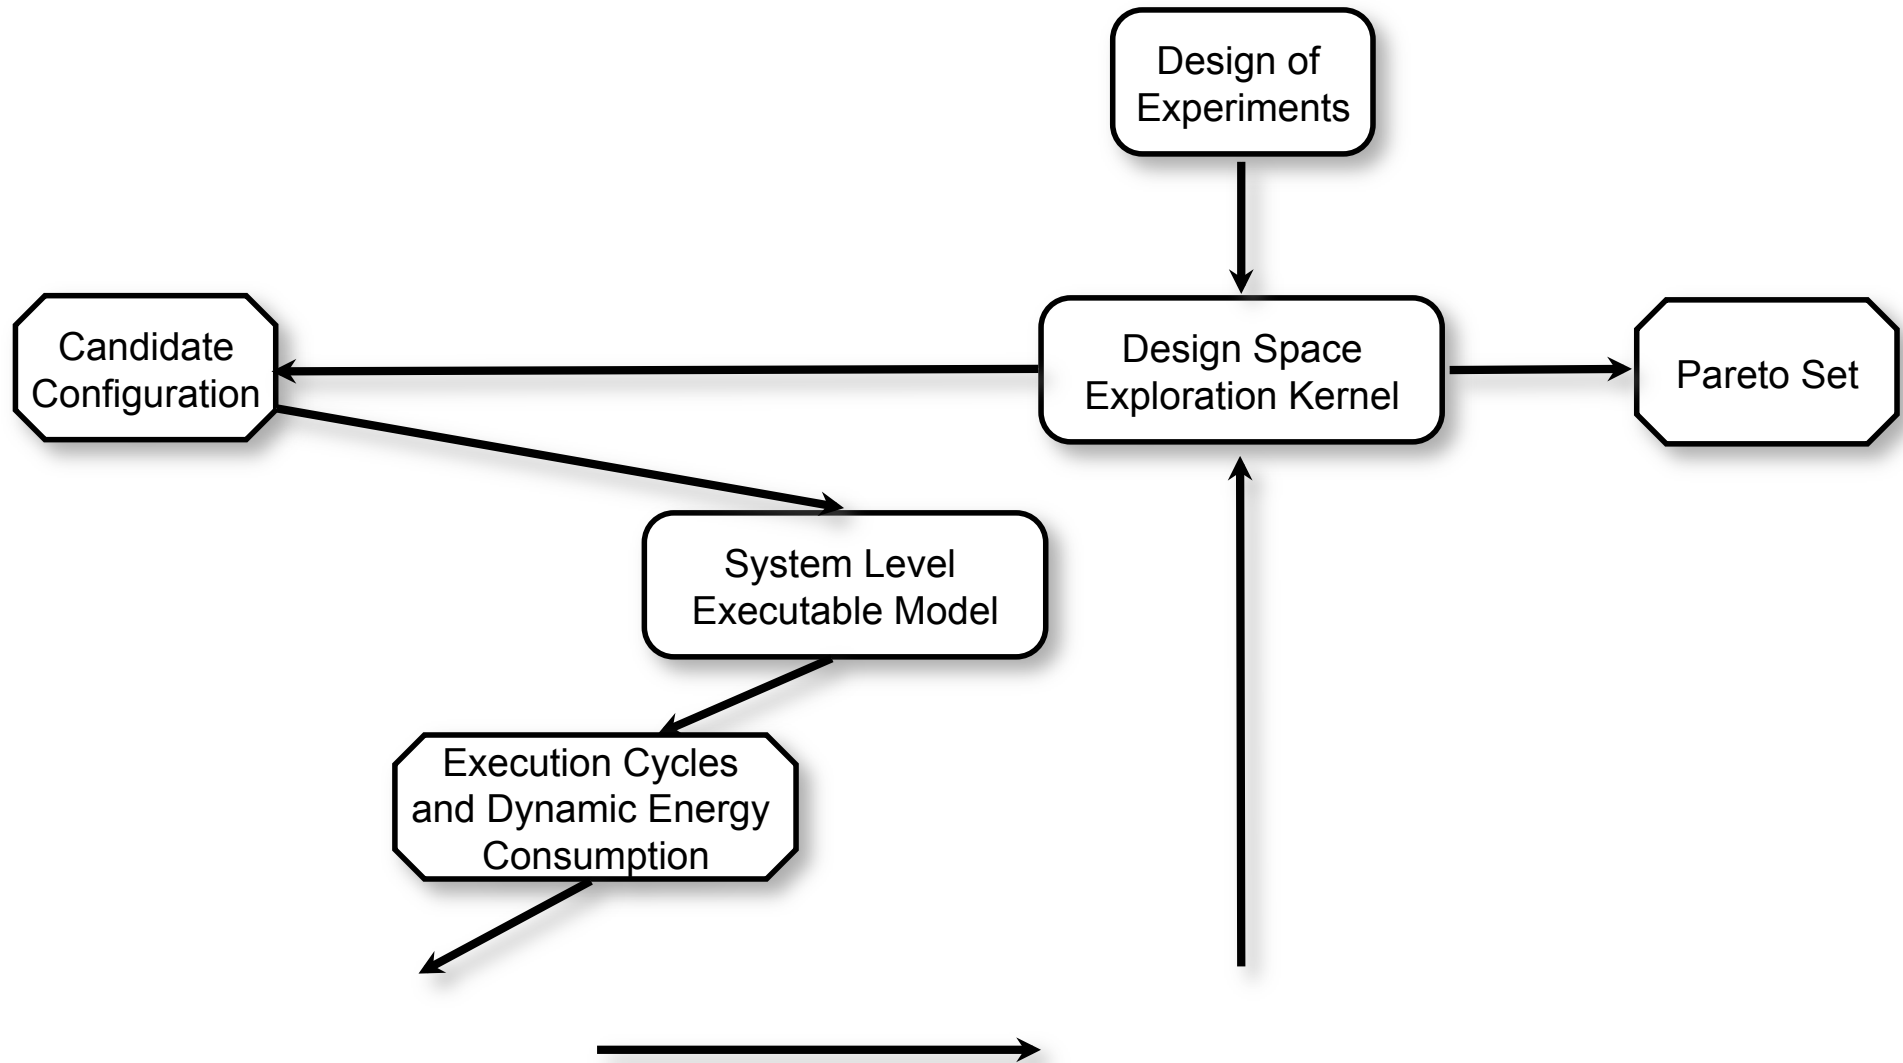 Design of
Experiments
Candidate
Configuration
Design Space
Exploration Kernel
Pareto Set
System Level
Executable Model
Execution Cycles
and Dynamic Energy
Consumption